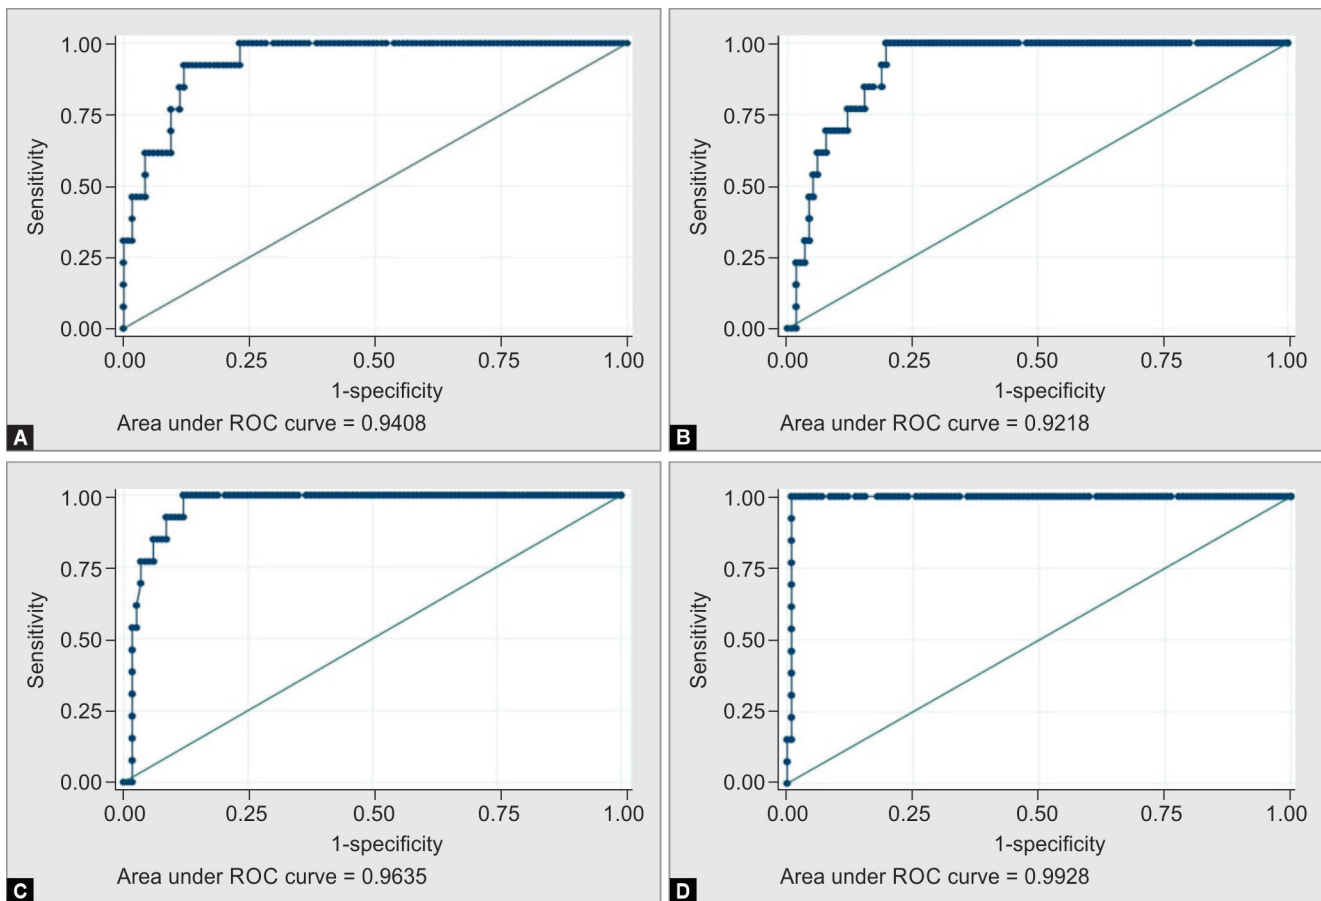 1.00
0.75
0.50
0.25
0.00
Sensitivity
0.00 0.25 0.50 0.75 1.00
1-specificity
Area under ROC curve = 0.9408
A
1.00
0.75
0.50
0.25
0.00
Sensitivity
0.00 0.25 0.50 0.75 1.00
1-specificity
Area under ROC curve = 0.9218
B
1.00
0.75
0.50
0.25
0.00
Sensitivity
0.00 0.25 0.50 0.75 1.00
1-specificity
Area under ROC curve = 0.9635
C
1.00
0.75
0.50
0.25
0.00
Sensitivity
0.00 0.25 0.50 0.75 1.00
1-specificity
Area under ROC curve = 0.9928
D